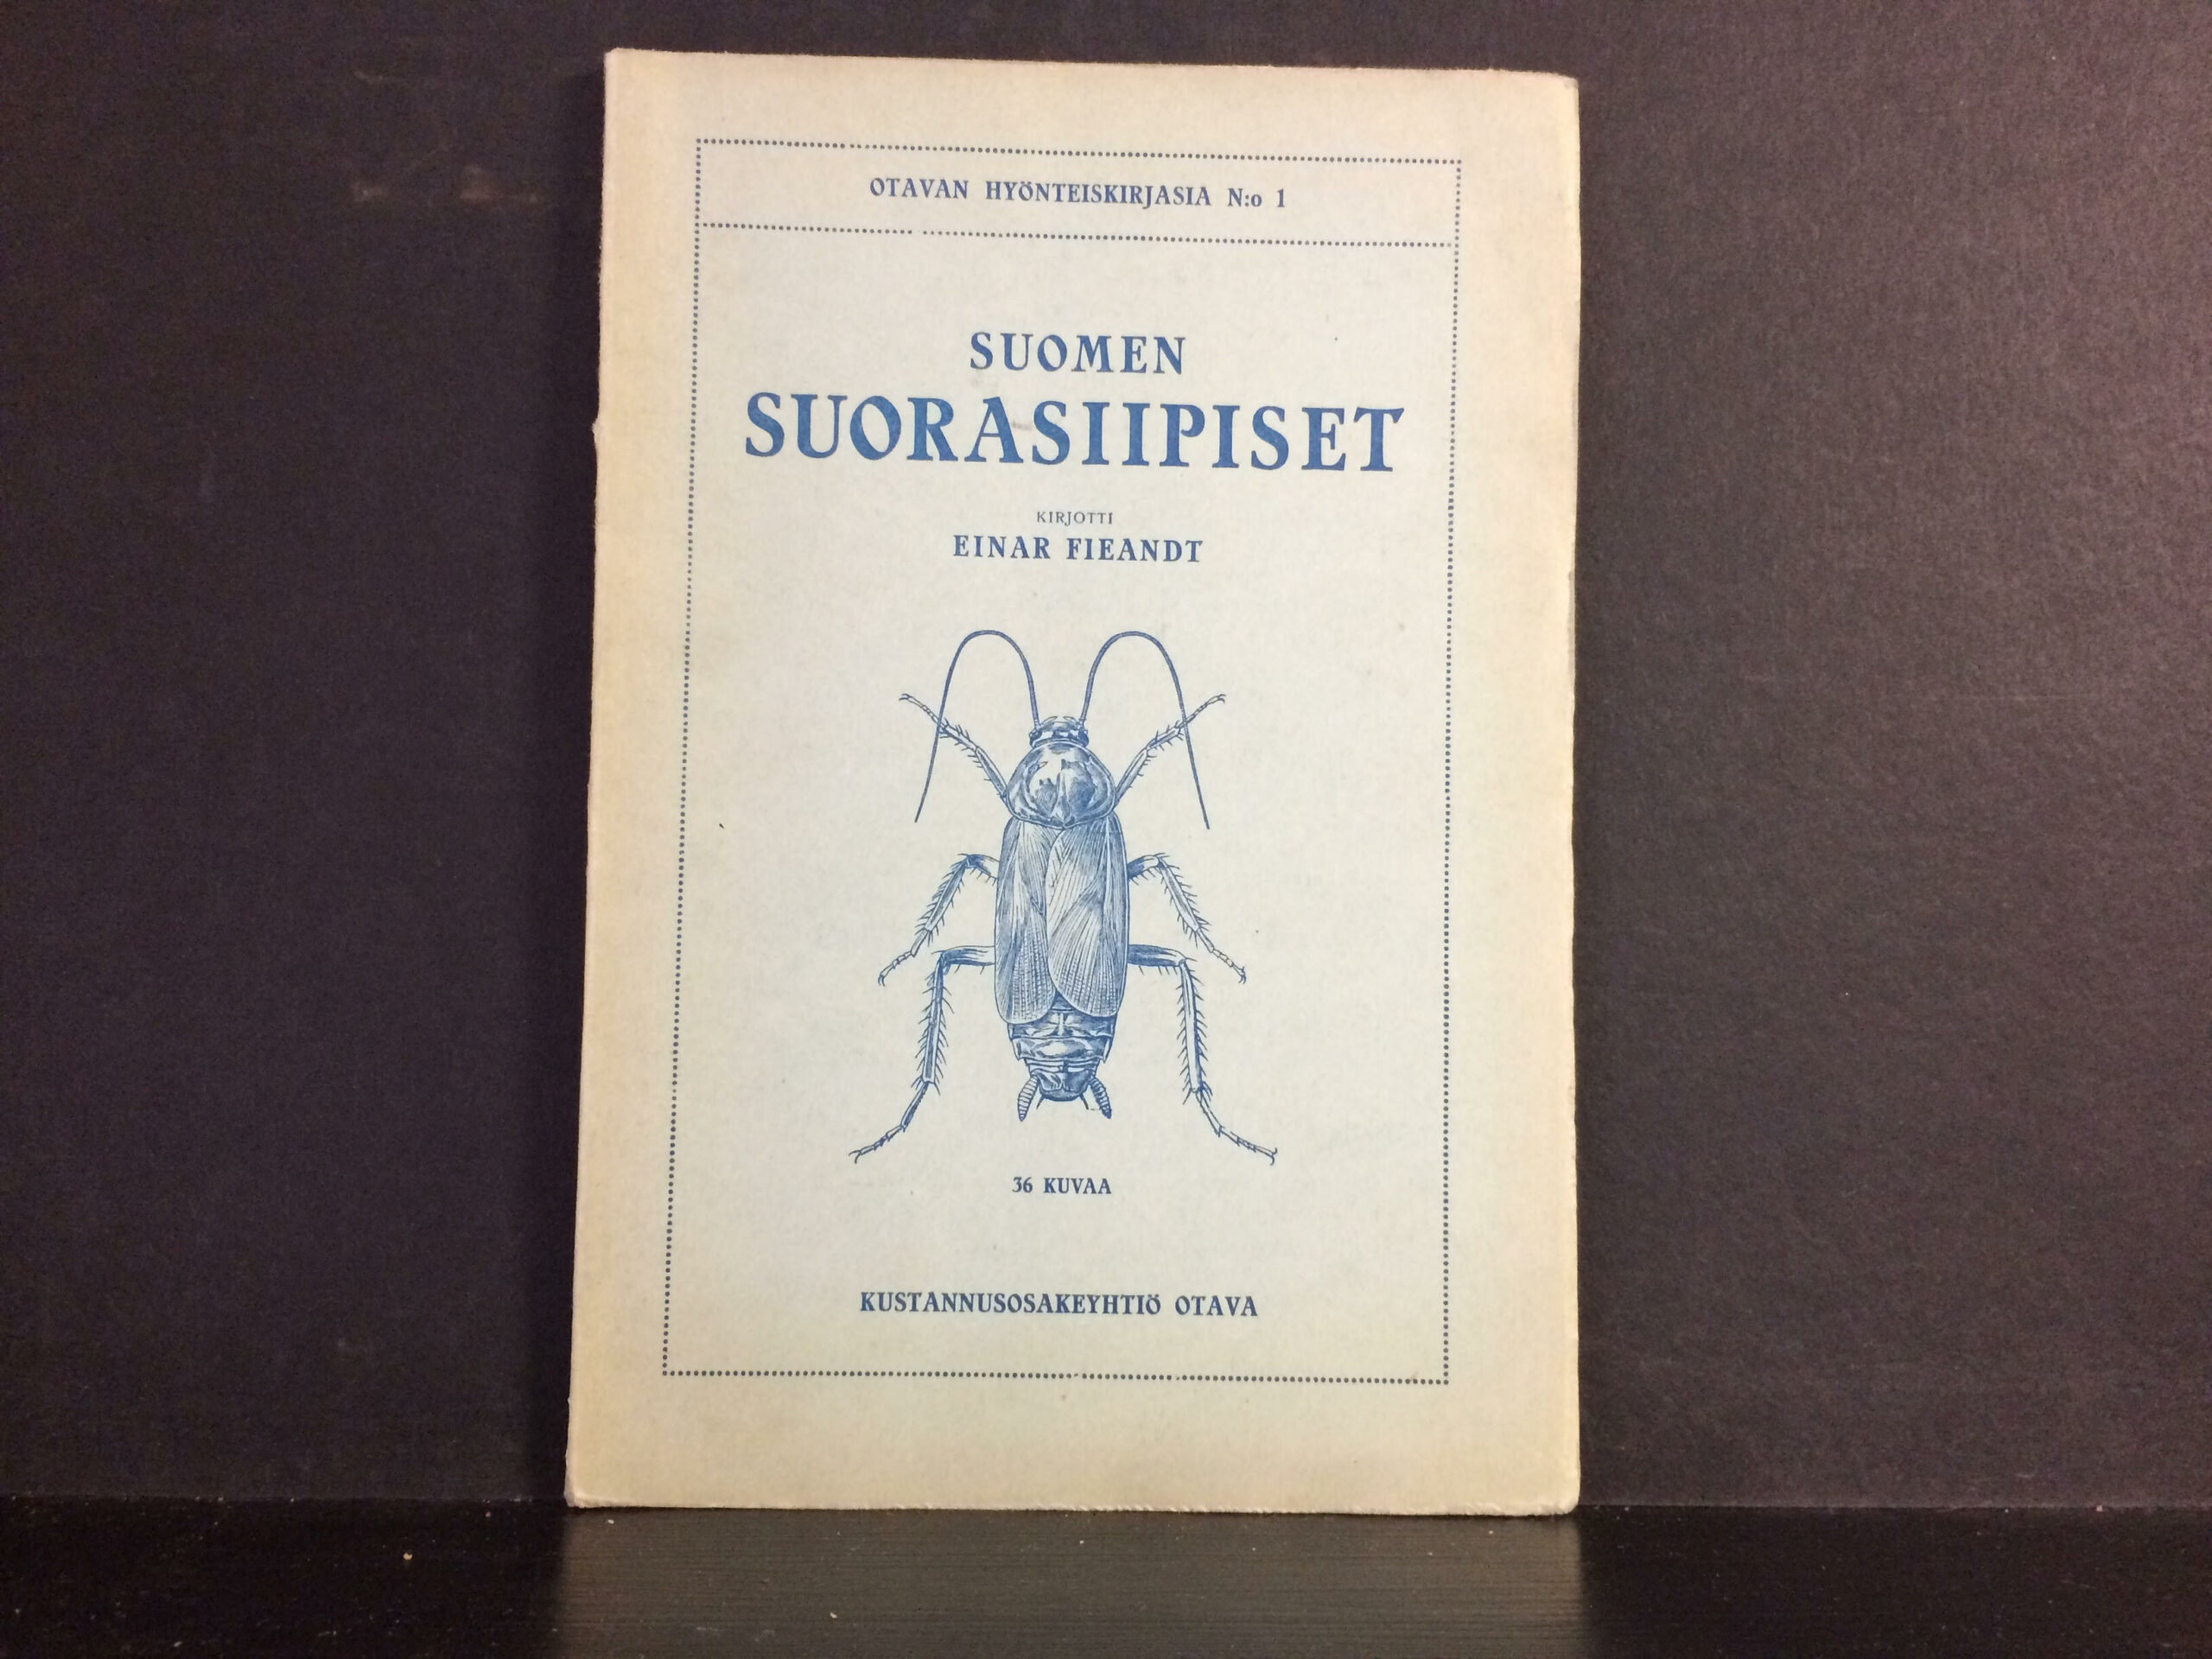 OTAVAN HYÖNTEISKIRJASIA N:o 1
SUOMEN
SUORASIIPISET
KIRJOTTI
EINAR FIEANDT
36 KUVAA
KUSTANNUSOSAKEYHTIÖ OTAVA